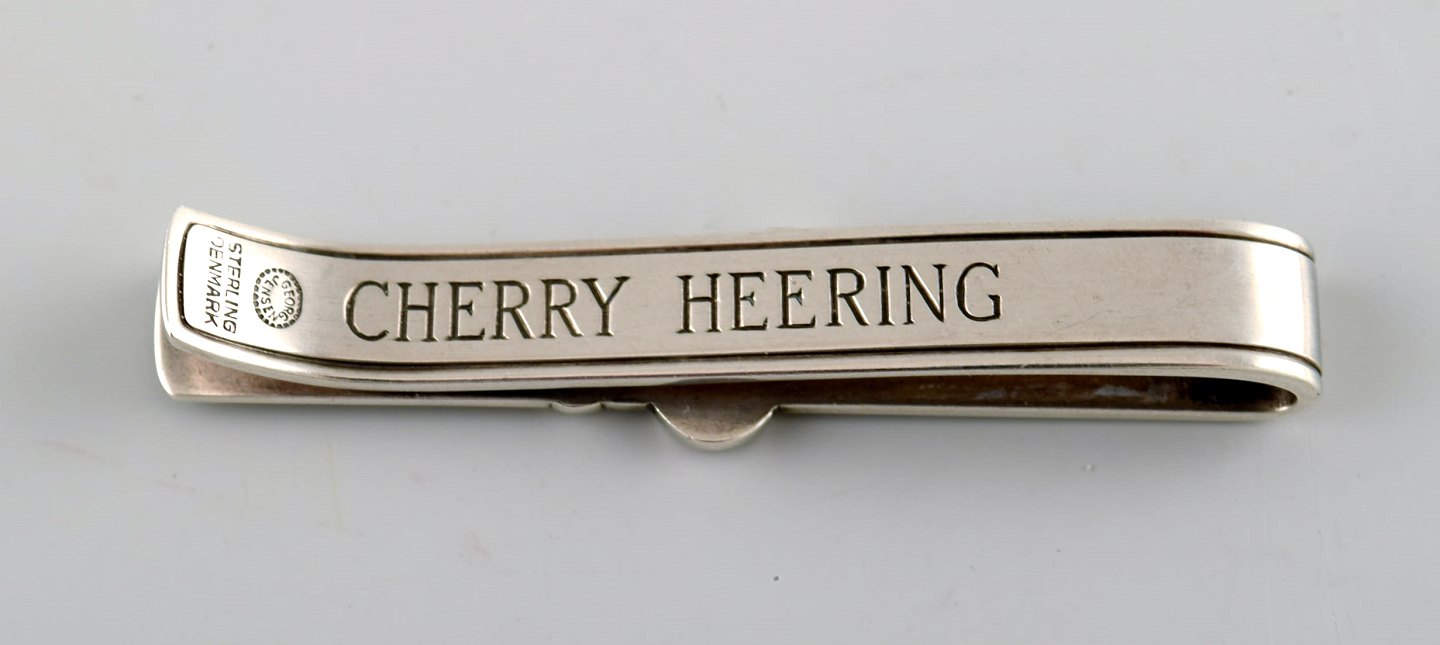 CHERRY HEERING
GEORG
JENSEN
STERLING
DENMARK